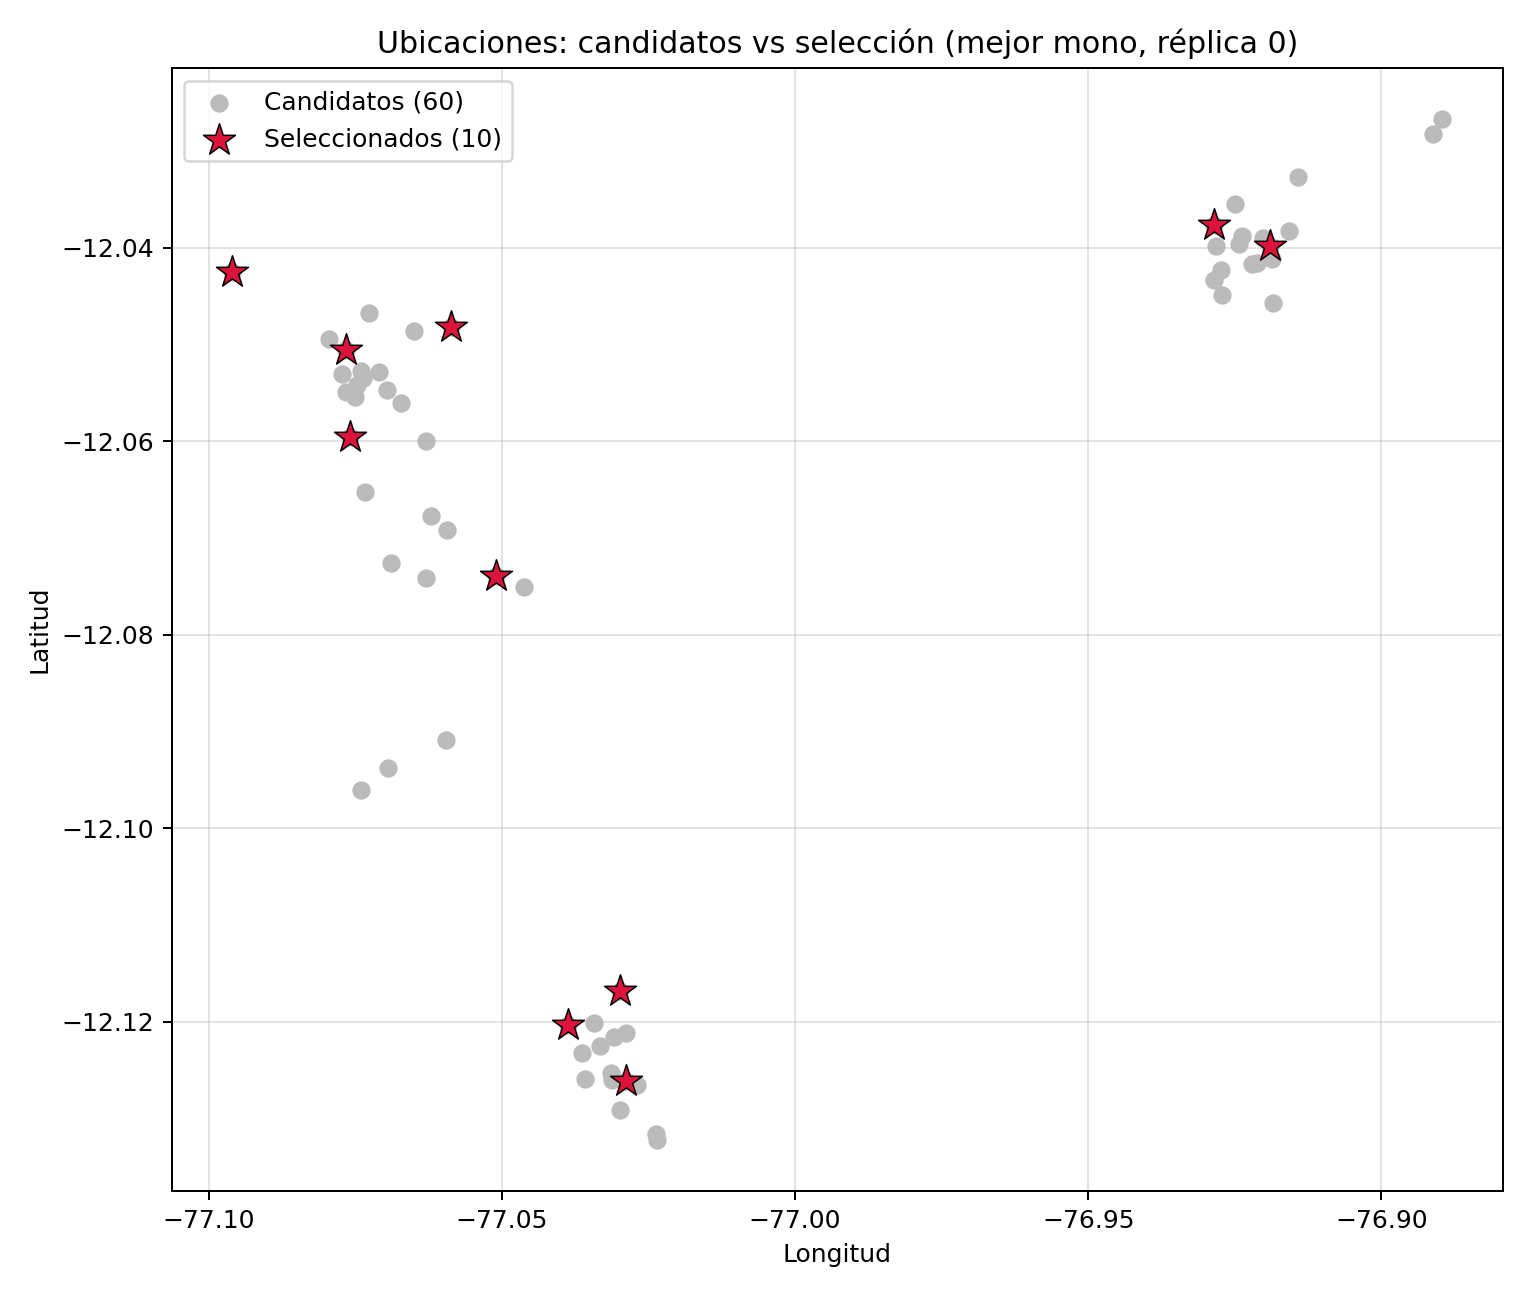 Ubicaciones: candidatos vs selección (mejor mono, réplica 0)
Candidatos (60)
Seleccionados (10)
−12.04
−12.06
−12.08
−12.10
−12.12
Latitud
−77.10
−77.05
−77.00
−76.95
−76.90
Longitud